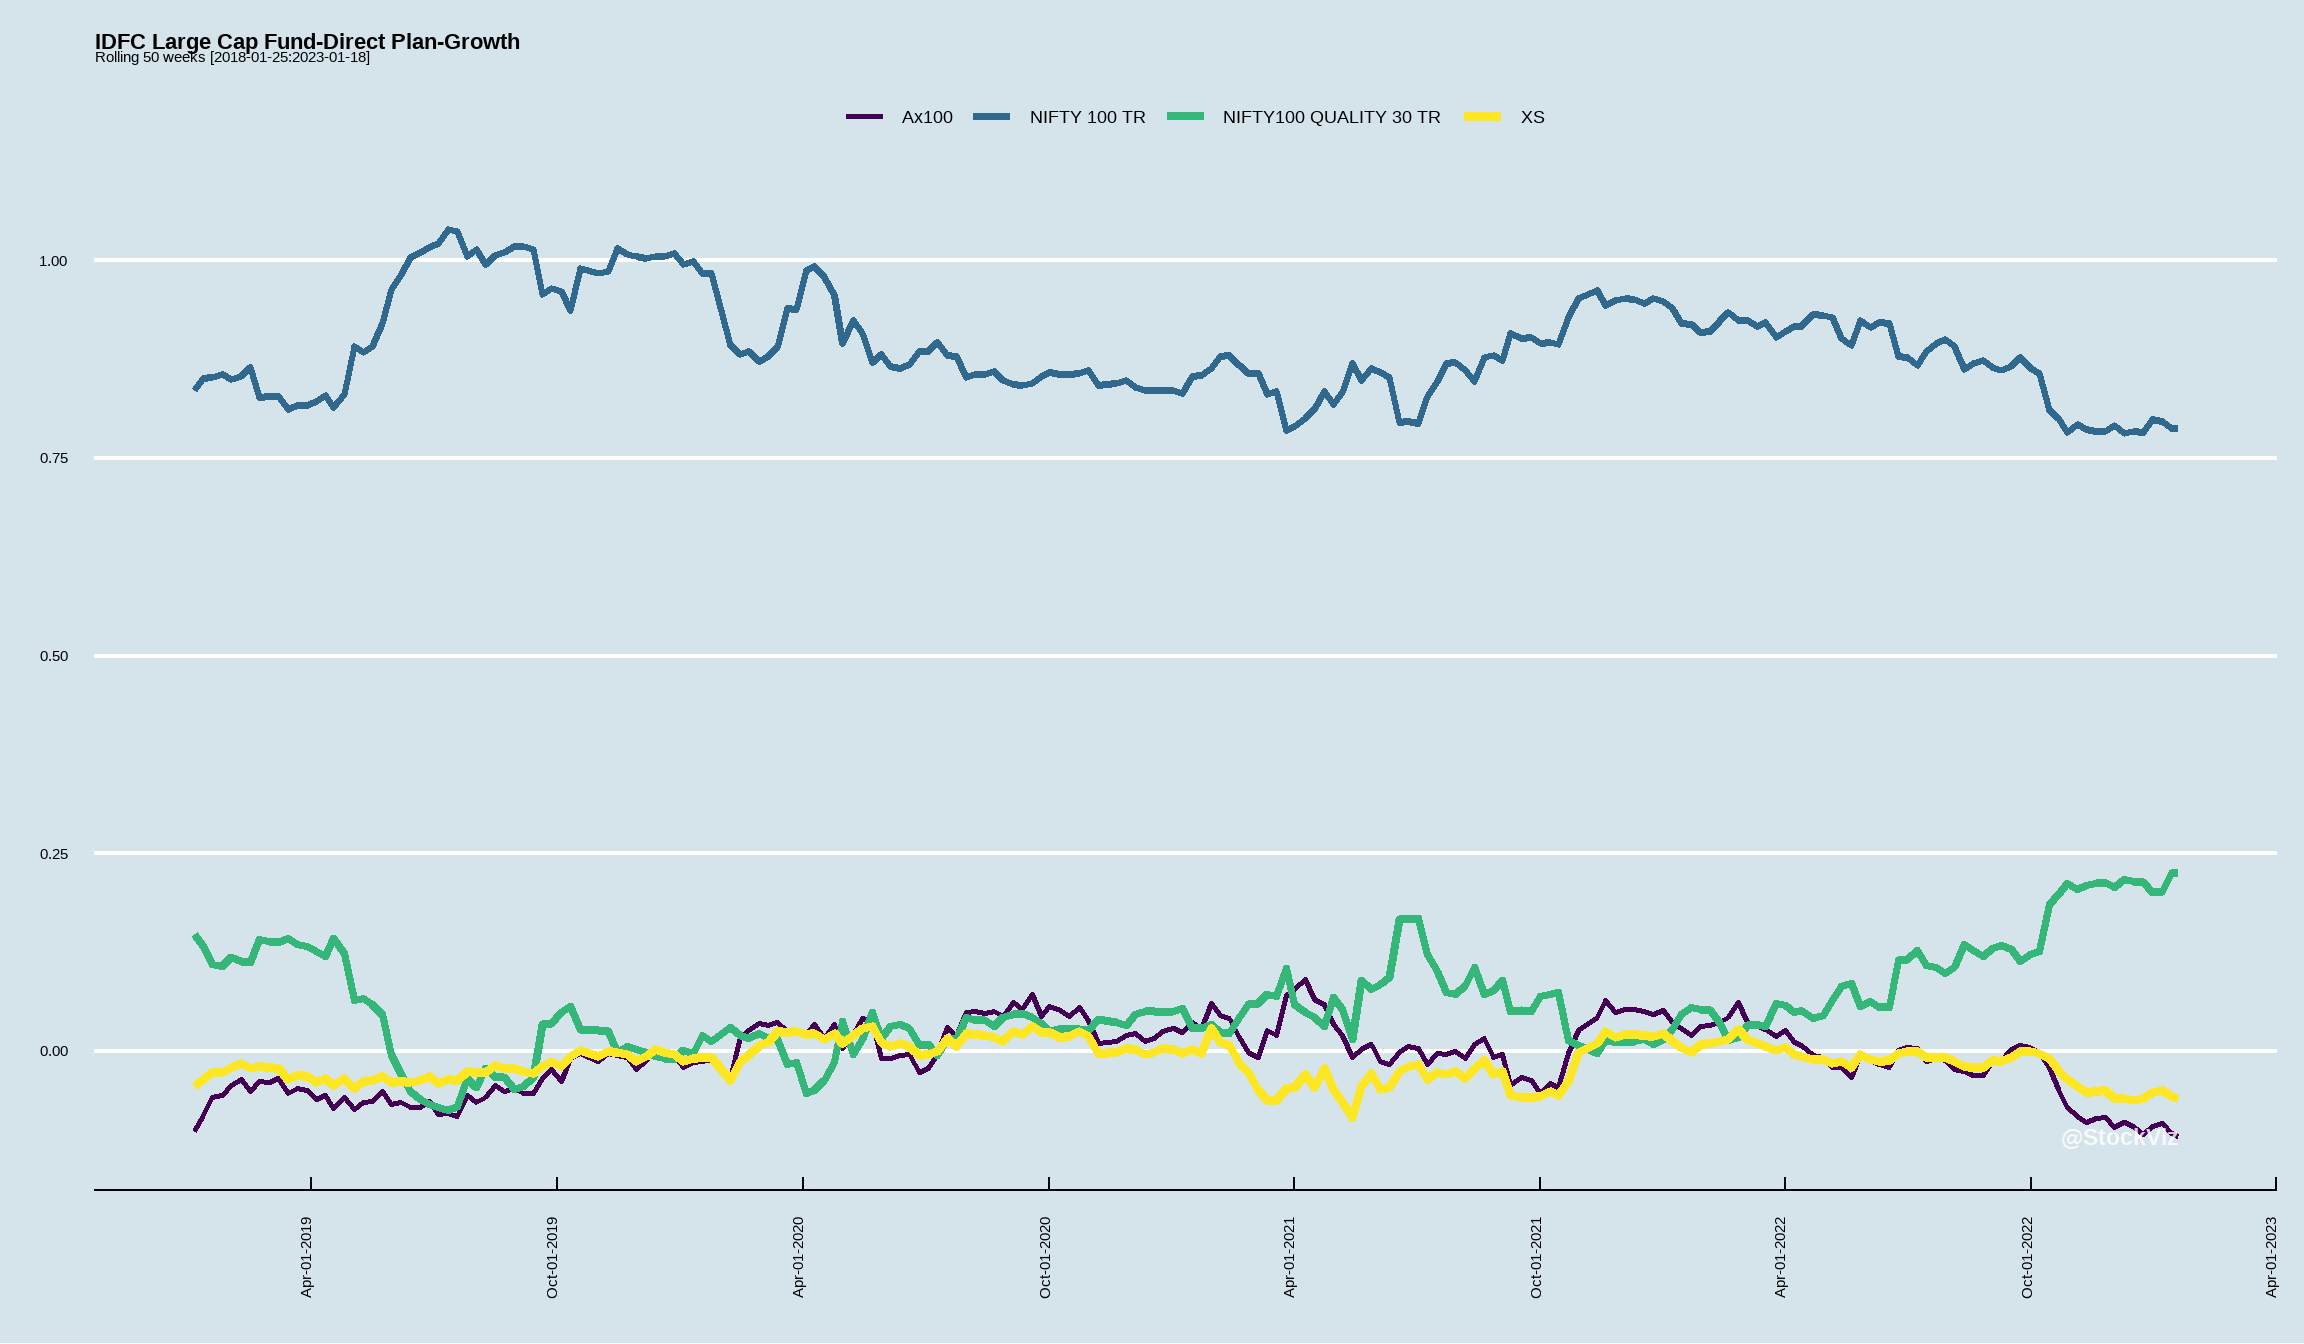 IDFC Large Cap Fund-Direct Plan-Growth
Rolling 50 weeks [2018-01-25:2023-01-18]
Ax100 NIFTY 100 TR NIFTY100 QUALITY 30 TR XS
1.00
0.75
0.50
0.25
0.00
@StockViz
Apr-01-2019 Oct-01-2019 Apr-01-2020 Oct-01-2020 Apr-01-2021 Oct-01-2021 Apr-01-2022 Oct-01-2022 Apr-01-2023